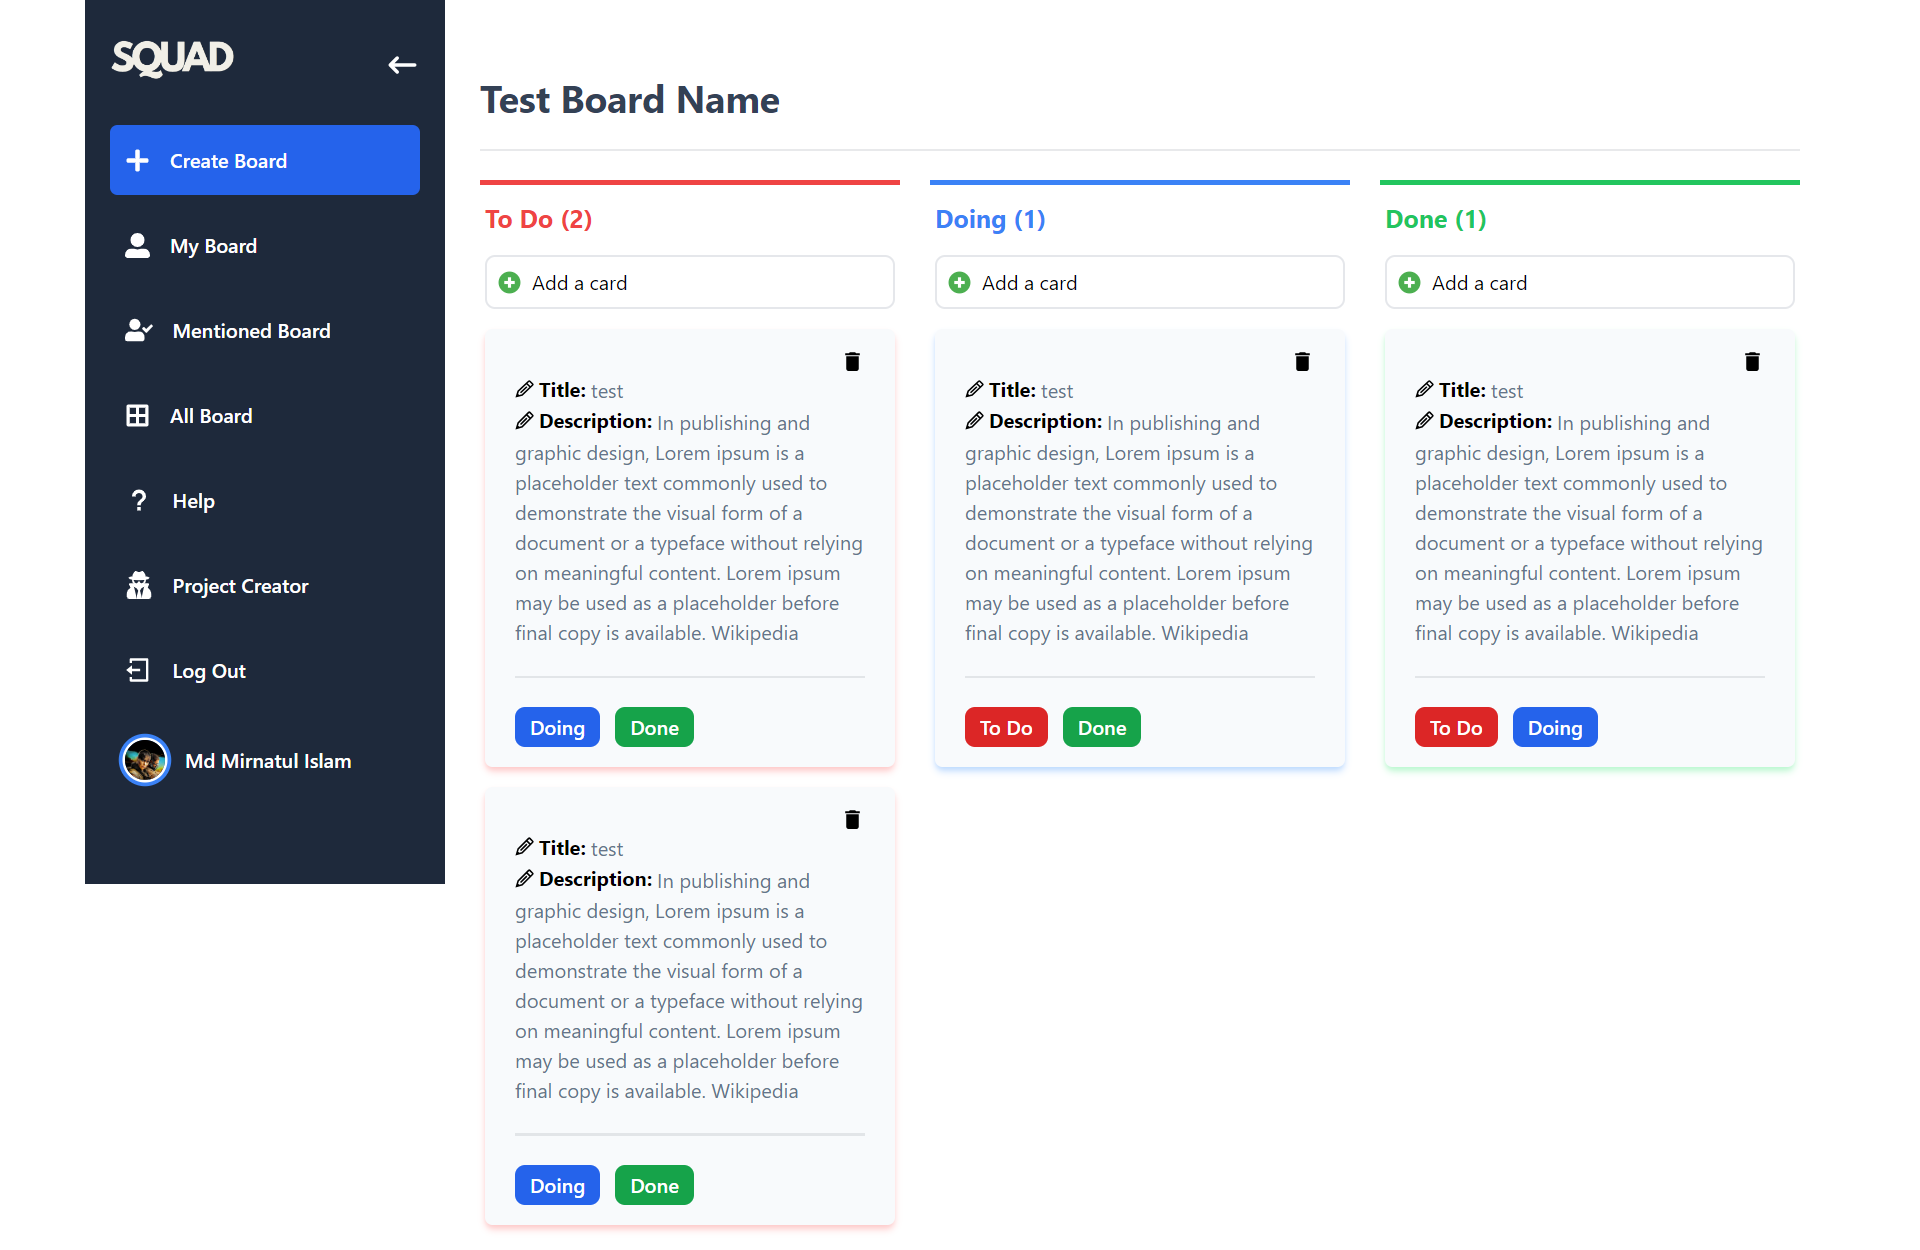 SQUAD
Create Board
My Board
Mentioned Board
All Board
Help
Project Creator
Log Out
Md Mirnatul Islam
Test Board Name
To Do (2)
Add a card
Title: test
Description: In publishing and
graphic design, Lorem ipsum is a
placeholder text commonly used to
demonstrate the visual form of a
document or a typeface without relying
on meaningful content. Lorem ipsum
may be used as a placeholder before
final copy is available. Wikipedia
Doing Done
Title: test
Description: In publishing and
graphic design, Lorem ipsum is a
placeholder text commonly used to
demonstrate the visual form of a
document or a typeface without relying
on meaningful content. Lorem ipsum
may be used as a placeholder before
final copy is available. Wikipedia
Doing Done
Doing (1)
Add a card
Title: test
Description: In publishing and
graphic design, Lorem ipsum is a
placeholder text commonly used to
demonstrate the visual form of a
document or a typeface without relying
on meaningful content. Lorem ipsum
may be used as a placeholder before
final copy is available. Wikipedia
To Do Done
Done (1)
Add a card
Title: test
Description: In publishing and
graphic design, Lorem ipsum is a
placeholder text commonly used to
demonstrate the visual form of a
document or a typeface without relying
on meaningful content. Lorem ipsum
may be used as a placeholder before
final copy is available. Wikipedia
To Do Doing